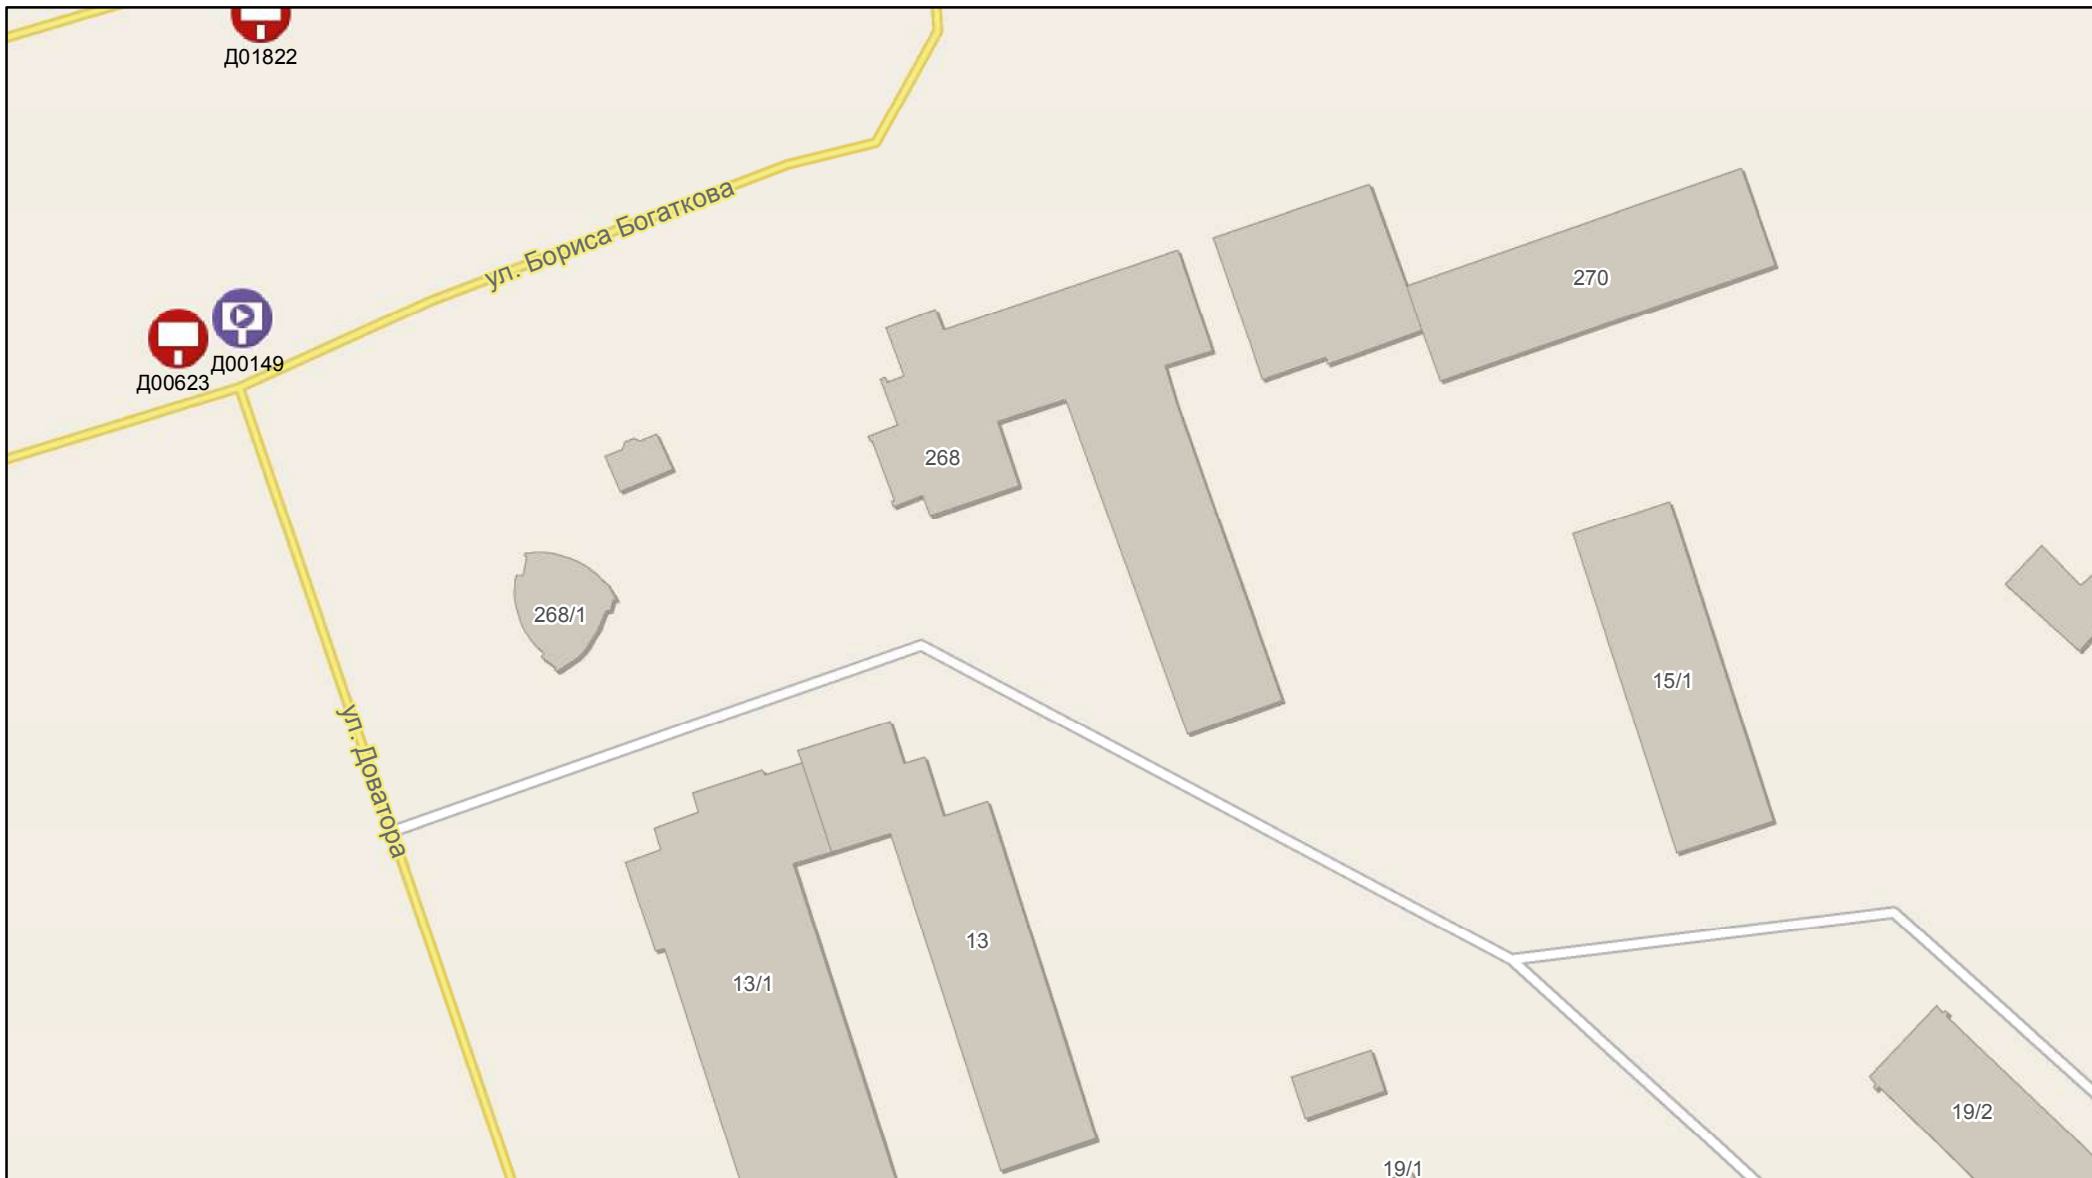 Д01822
ул. Бориса Богаткова
270
Д00149
Д00623
268
268/1
15/1
ул. Доватора
13
13/1
19/2
19/1